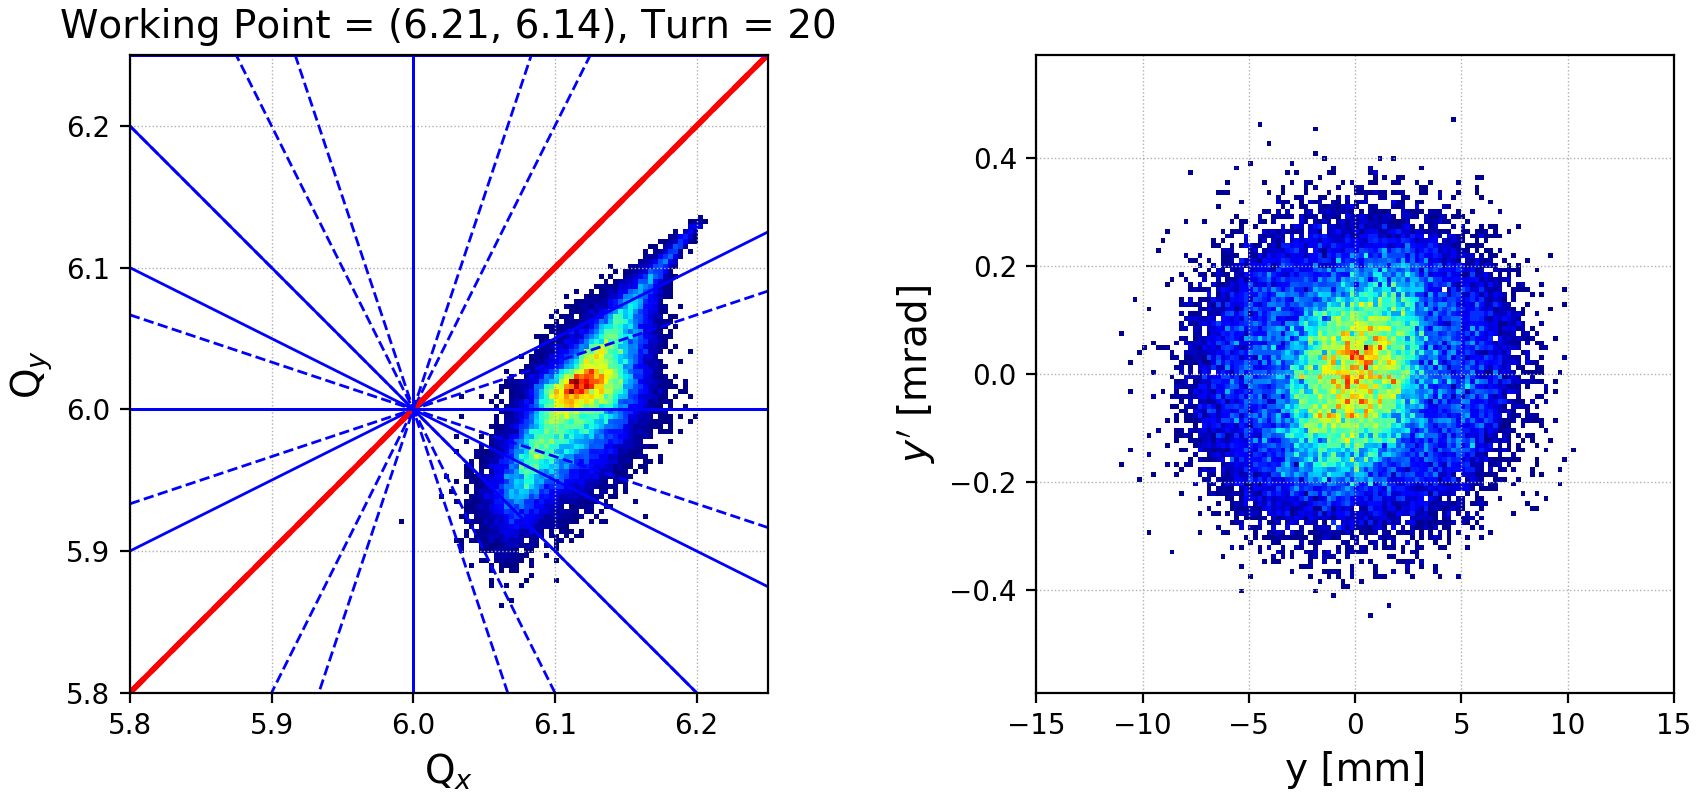 Working Point = (6.21, 6.14), Turn = 20
6.2
6.1
6.0
5.9
5.8
Q_y
5.8 5.9 6.0 6.1 6.2
Q_x
0.4
0.2
0.0
−0.2
−0.4
y′ [mrad]
−15 −10 −5 0 5 10 15
y [mm]